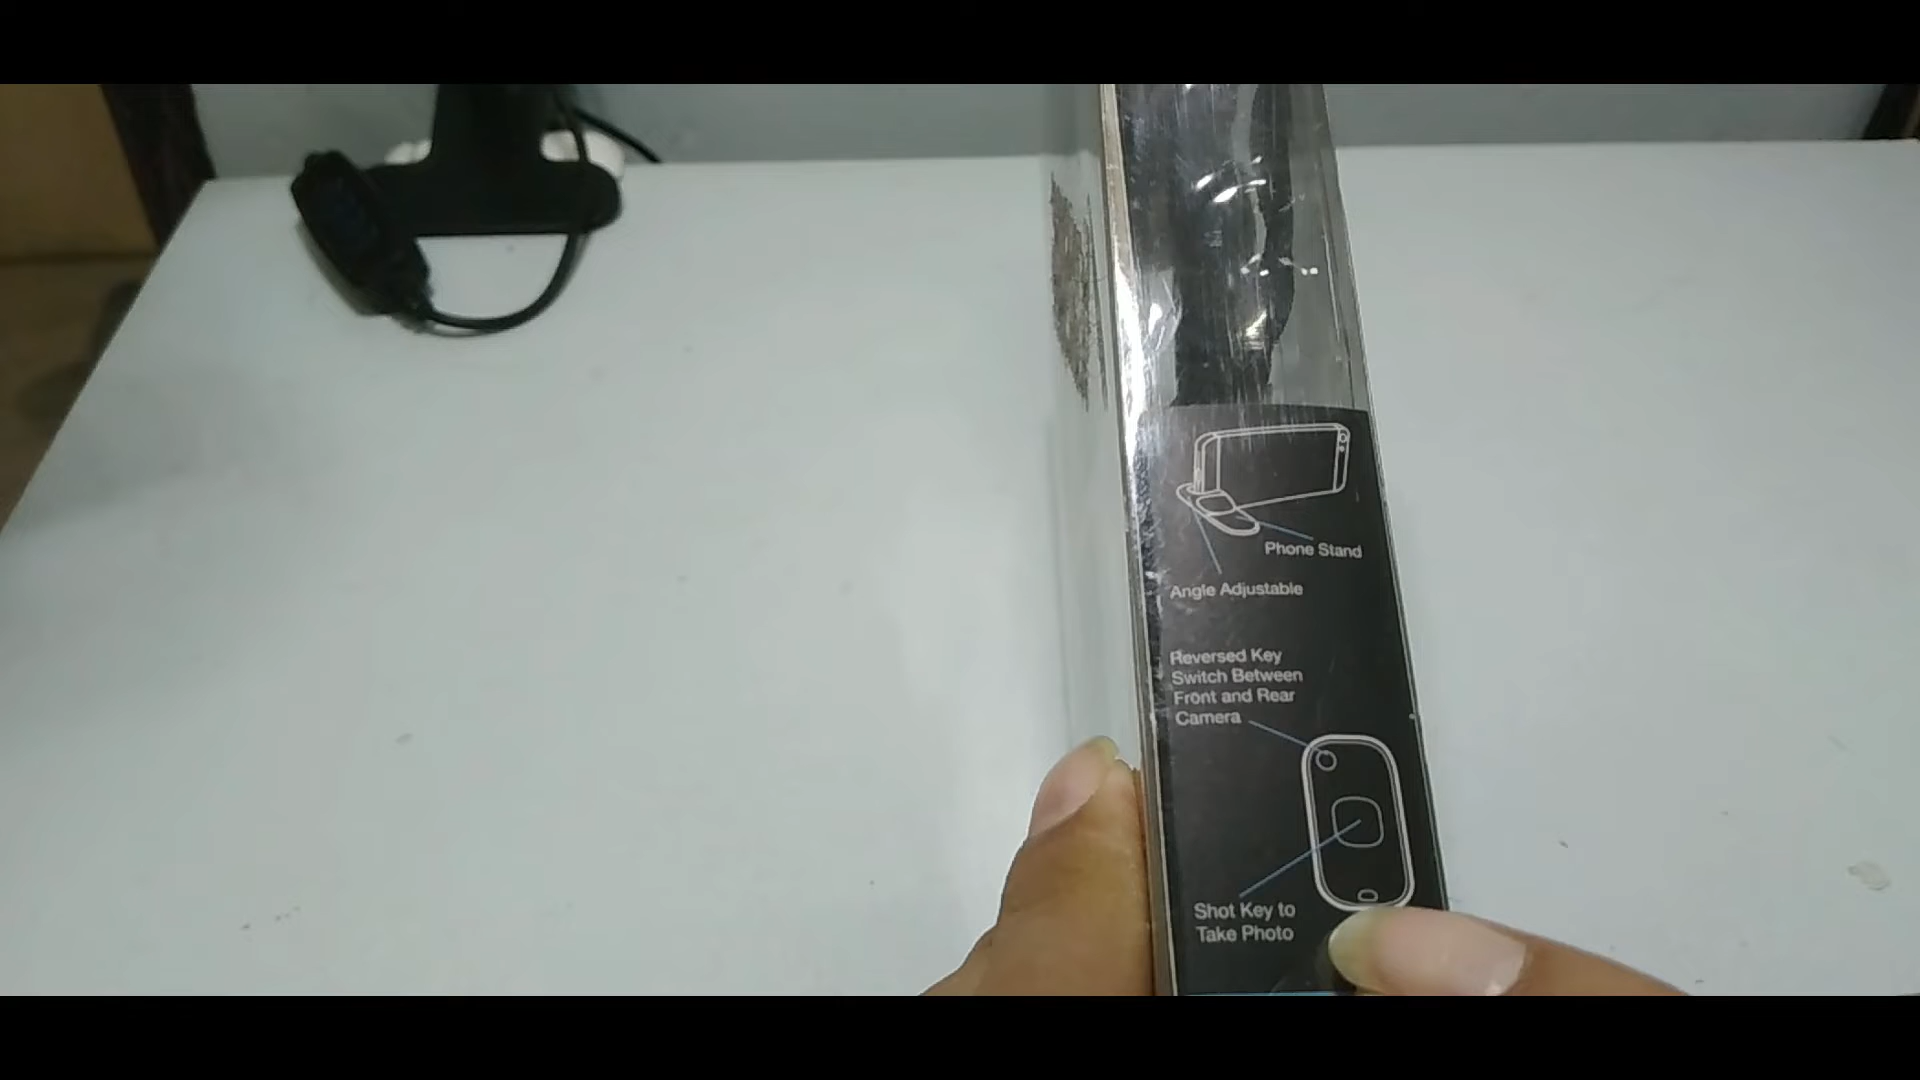 Phone Stand
Angle Adjustable
Reversed Key
Switch Between
Front and Rear
Camera
Shot Key to
Take Photo